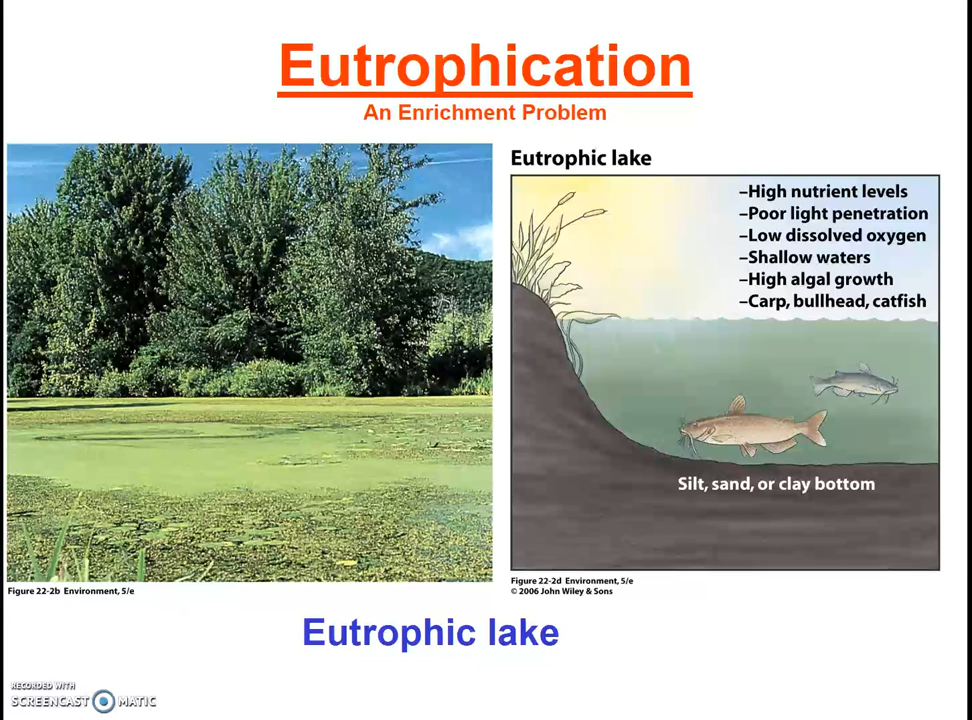 Eutrophication
An Enrichment Problem
Eutrophic lake
–High nutrient levels
–Poor light penetration
–Low dissolved oxygen
–Shallow waters
–High algal growth
–Carp, bullhead, catfish
Silt, sand, or clay bottom
Figure 22-2b Environment, 5/e
Figure 22-2d Environment, 5/e
© 2006 John Wiley & Sons
Eutrophic lake
RECORDED WITH
SCREENCAST MATIC